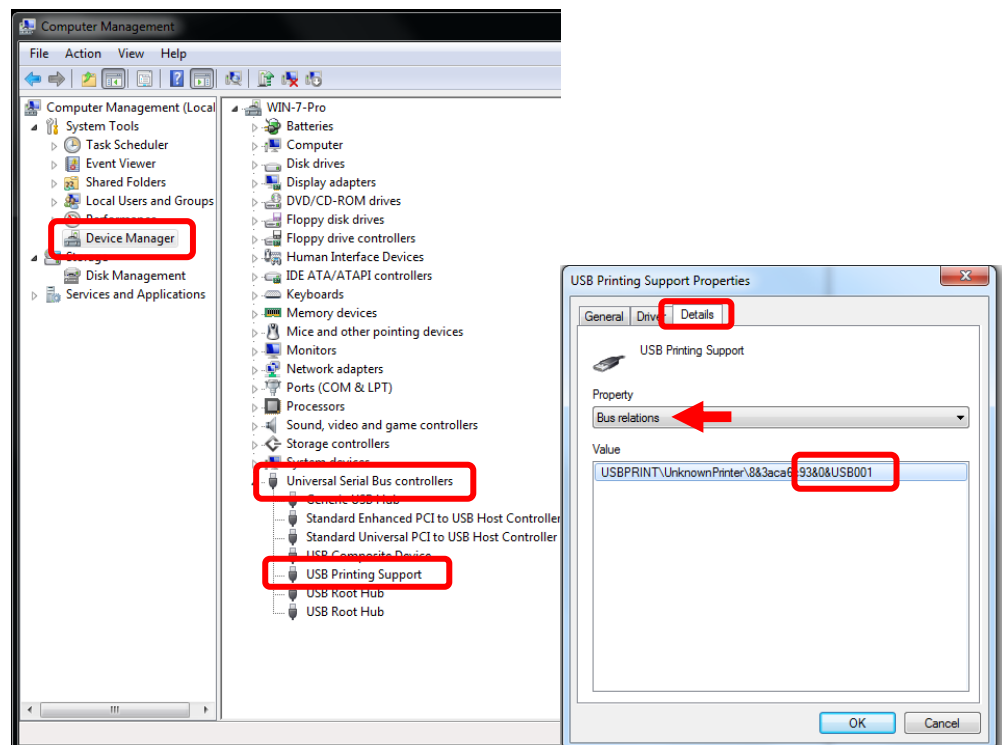 Computer Management
File Action View Help
Computer Management (Local
System Tools
Task Scheduler
Event Viewer
Shared Folders
Local Users and Groups
Performance
Device Manager
Storage
Disk Management
Services and Applications
WIN-7-Pro
Batteries
Computer
Disk drives
Display adapters
DVD/CD-ROM drives
Floppy disk drives
Floppy drive controllers
Human Interface Devices
IDE ATA/ATAPI controllers
Keyboards
Memory devices
Mice and other pointing devices
Monitors
Network adapters
Ports (COM & LPT)
Processors
Sound, video and game controllers
Storage controllers
System devices
Universal Serial Bus controllers
Generic USB Hub
Standard Enhanced PCI to USB Host Controller
Standard Universal PCI to USB Host Controller
USB Composite Device
USB Printing Support
USB Root Hub
USB Root Hub
USB Printing Support Properties
General Driver Details
USB Printing Support
Property
Bus relations
Value
OK Cancel